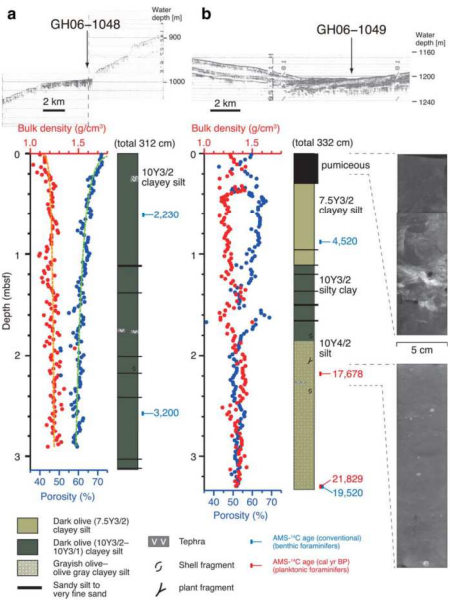 a
GH06-1048
Water
depth [m]
900
1000
2 km
b
GH06-1049
Water
depth [m]
1160
1200
1240
2 km
Bulk density (g/cm³)
1.0 1.5
(total 312 cm)
0
1
2
3
Depth (mbsf)
10Y3/2
clayey silt
2,230
3,200
40 50 60 70
Porosity (%)
Bulk density (g/cm³)
1.0 1.5
(total 332 cm)
0
1
2
3
pumiceous
7.5Y3/2
clayey silt
4,520
10Y3/2
silty clay
10Y4/2
silt
17,678
21,829
19,520
40 50 60 70
Porosity (%)
5 cm
Dark olive (7.5Y3/2)
clayey silt
Dark olive (10Y3/2–
10Y3/1) clayey silt
Grayish olive–
olive gray clayey silt
Sandy silt to
very fine sand
VV
Tephra
Shell fragment
plant fragment
AMS-¹⁴C age (conventional)
(benthic foraminifers)
AMS-¹⁴C age (cal yr BP)
(planktonic foraminifers)